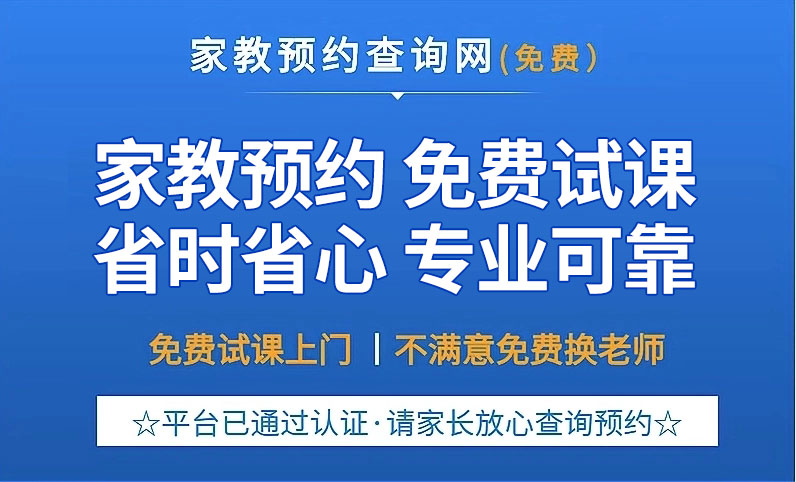 家教预约查询网(免费)
家教预约 免费试课
省时省心 专业可靠
免费试课上门 | 不满意免费换老师
☆平台已通过认证·请家长放心查询预约☆